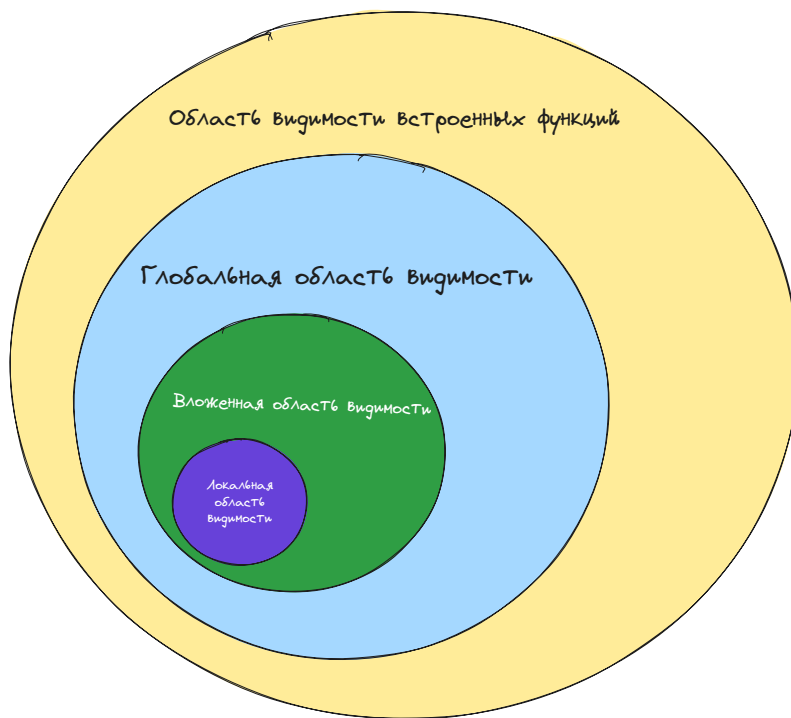 Область видимости встроенных функций
Глобальная область видимости
Вложенная область видимости
Локальная
область
видимости